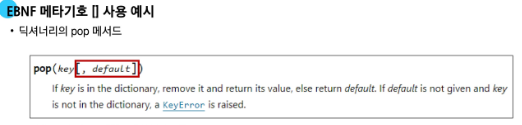 EBNF 메타기호 [] 사용 예시
• 딕셔너리의 pop 메서드
pop(key[, default])
If key is in the dictionary, remove it and return its value, else return default. If default is not given and key
is not in the dictionary, a KeyError is raised.